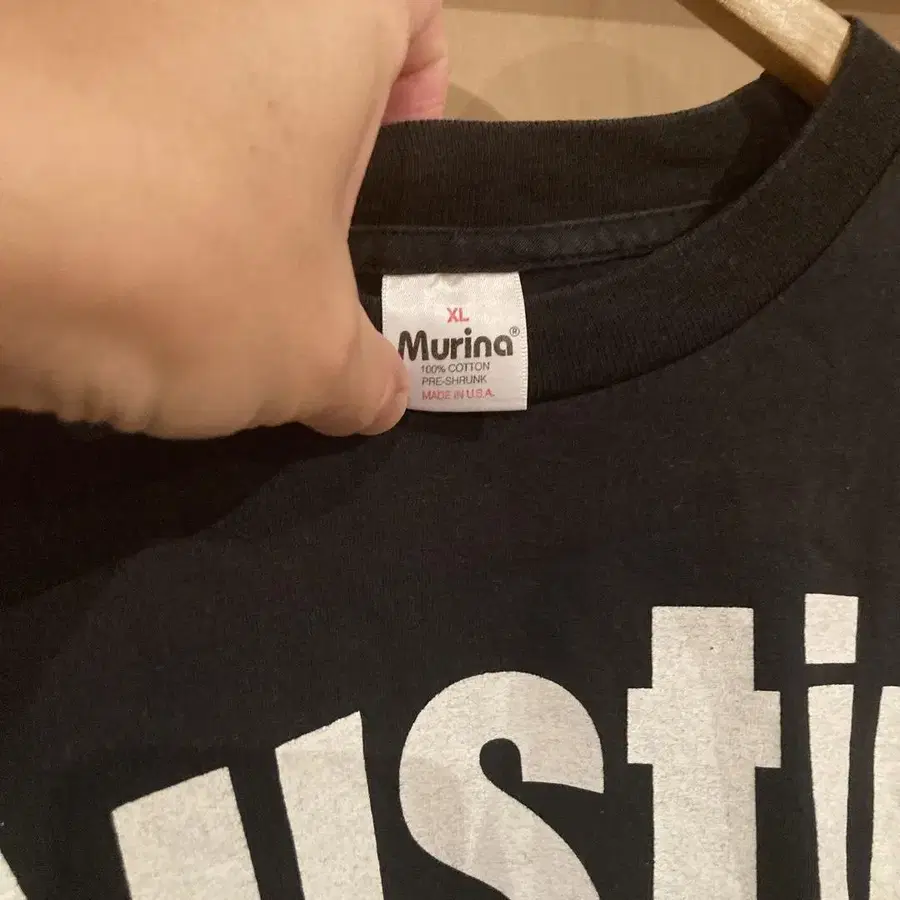 XL
Murina®
100% COTTON
PRE-SHRUNK
MADE IN U.S.A.